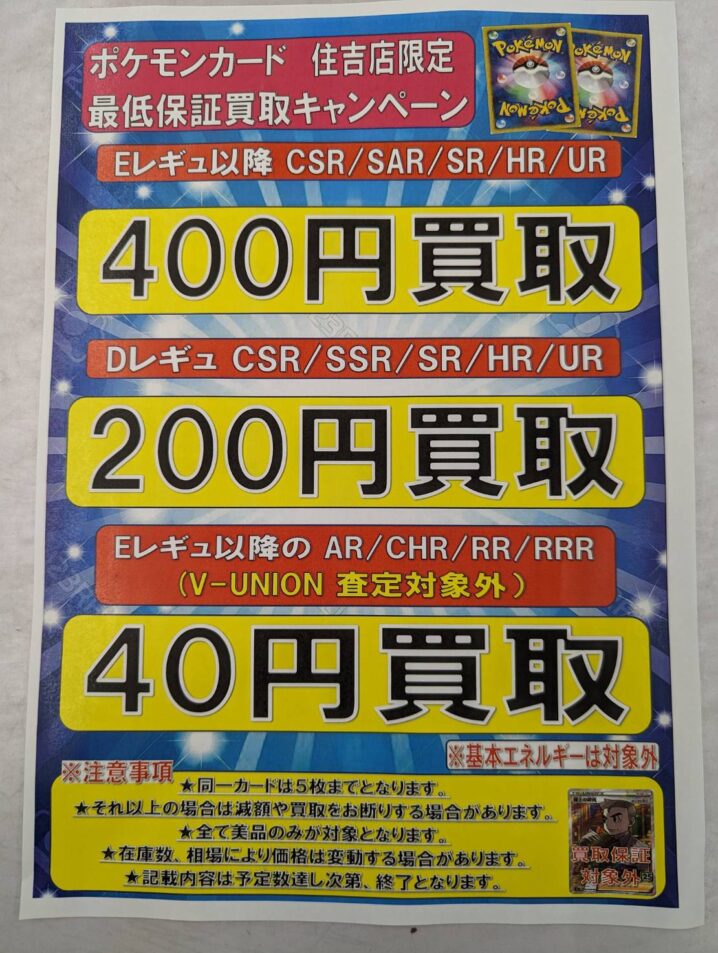 ポケモンカード 住吉店限定
最低保証買取キャンペーン
POKéMON
POKéMON
POKéMON
POKéMON
Eレギュ以降 CSR/SAR/SR/HR/UR
400円買取
Dレギュ CSR/SSR/SR/HR/UR
200円買取
Eレギュ以降の AR/CHR/RR/RRR
(V-UNION 査定対象外)
40円買取
※基本エネルギーは対象外
※注意事項
★同一カードは5枚までとなります。
★それ以上の場合は減額や買取をお断りする場合があります。
★全て美品のみが対象となります。
★在庫数、相場により価格は変動する場合があります。
★記載内容は予定数達し次第、終了となります。
買取保証
対象外